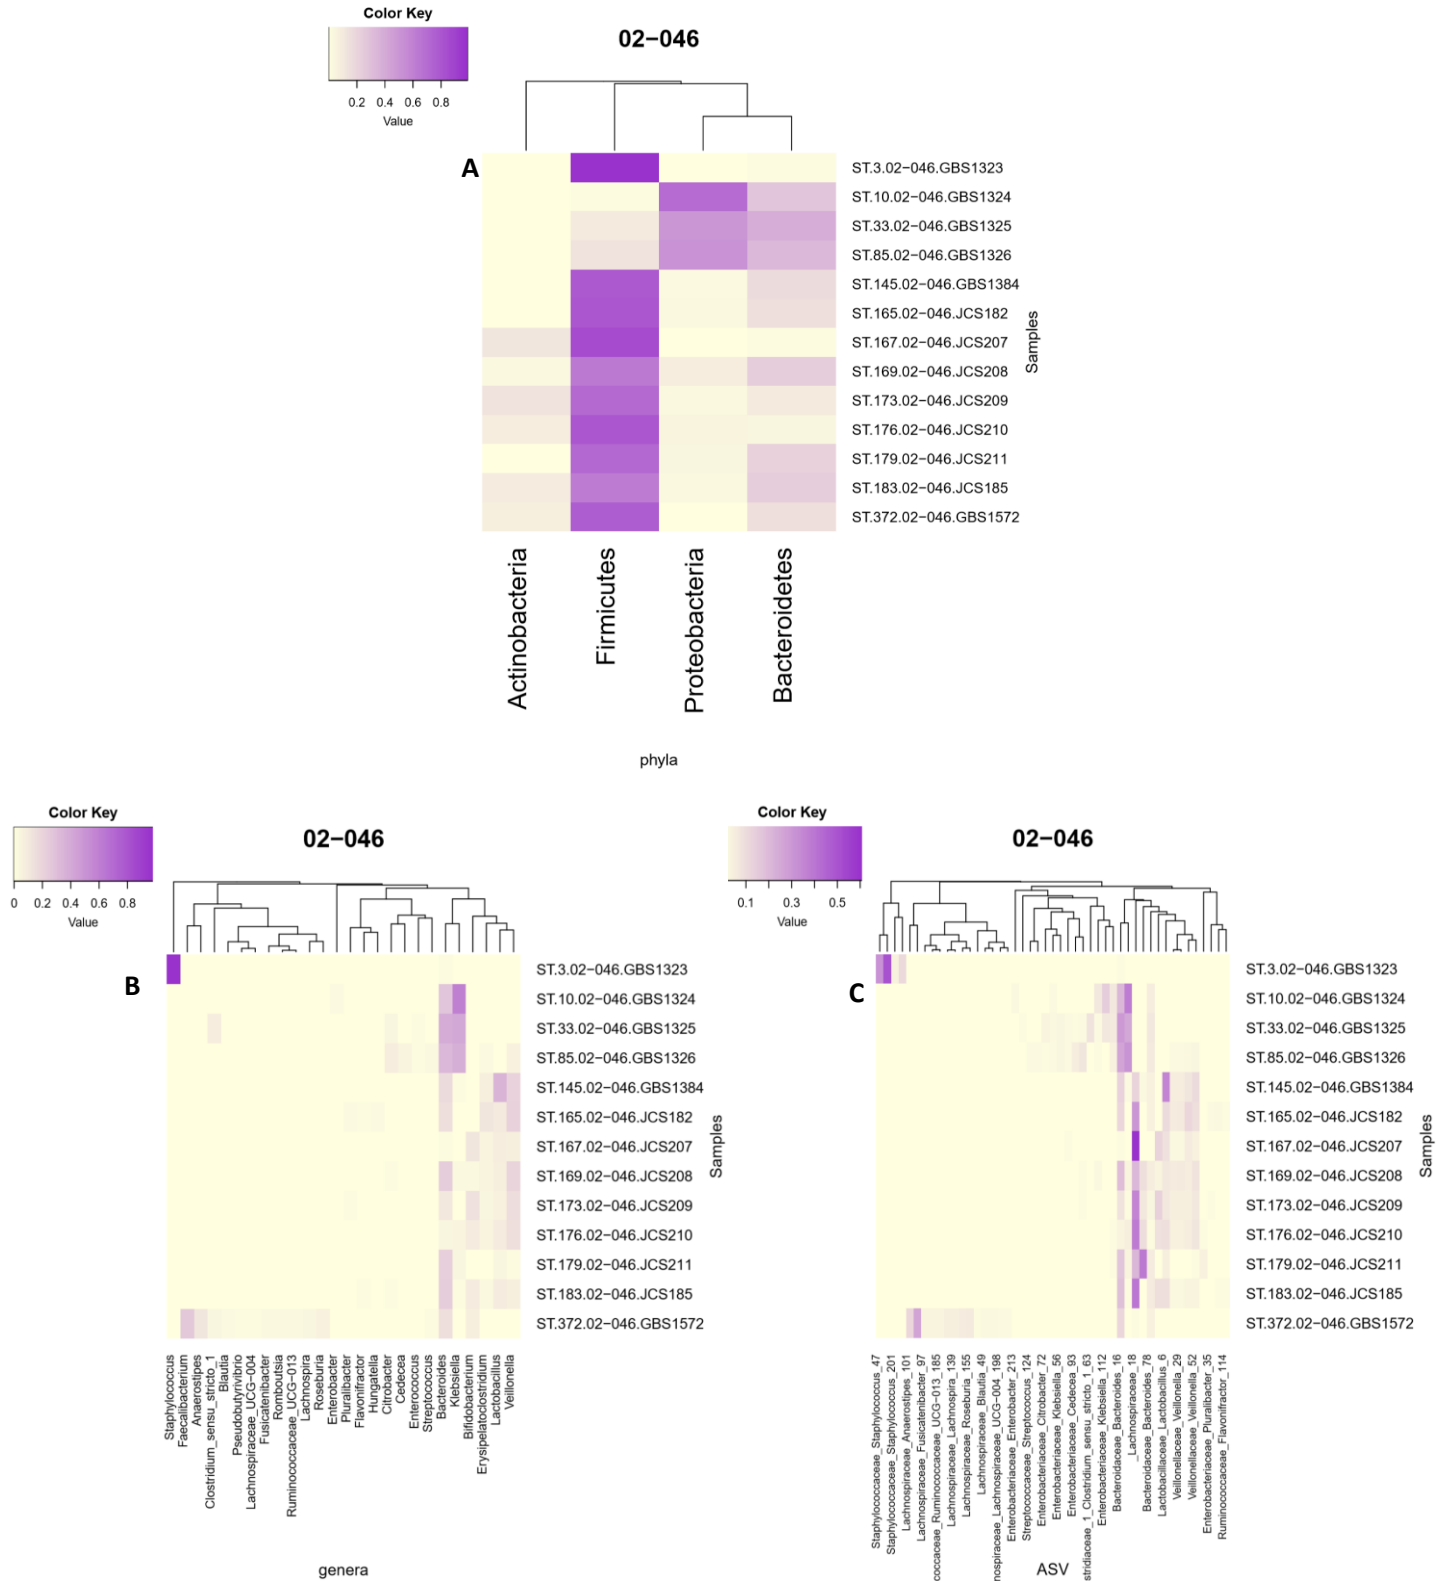 Color Key
02−046
0.2 0.4 0.6 0.8
Value
A
ST.3.02−046.GBS1323
ST.10.02−046.GBS1324
ST.33.02−046.GBS1325
ST.85.02−046.GBS1326
ST.145.02−046.GBS1384
ST.165.02−046.JCS182
ST.167.02−046.JCS207
ST.169.02−046.JCS208
ST.173.02−046.JCS209
ST.176.02−046.JCS210
ST.179.02−046.JCS211
ST.183.02−046.JCS185
ST.372.02−046.GBS1572
Samples
Actinobacteria
Firmicutes
Proteobacteria
Bacteroidetes
phyla
Color Key
02−046
0 0.2 0.4 0.6 0.8
Value
B
ST.3.02−046.GBS1323
ST.10.02−046.GBS1324
ST.33.02−046.GBS1325
ST.85.02−046.GBS1326
ST.145.02−046.GBS1384
ST.165.02−046.JCS182
ST.167.02−046.JCS207
ST.169.02−046.JCS208
ST.173.02−046.JCS209
ST.176.02−046.JCS210
ST.179.02−046.JCS211
ST.183.02−046.JCS185
ST.372.02−046.GBS1572
Samples
Staphylococcus
Faecalibacterium
Anaerostipes
Clostridium_sensu_stricto_1
Blautia
Pseudobutyrivibrio
Lachnospiraceae_UCG−004
Fusicatenibacter
Romboutsia
Ruminococcaceae_UCG−013
Lachnospira
Roseburia
Enterobacter
Pluralibacter
Flavonifractor
Hungatella
Citrobacter
Cedecea
Enterococcus
Streptococcus
Bacteroides
Klebsiella
Bifidobacterium
Erysipelatoclostridium
Lactobacillus
Veillonella
genera
Color Key
02−046
0.1 0.3 0.5
Value
C
ST.3.02−046.GBS1323
ST.10.02−046.GBS1324
ST.33.02−046.GBS1325
ST.85.02−046.GBS1326
ST.145.02−046.GBS1384
ST.165.02−046.JCS182
ST.167.02−046.JCS207
ST.169.02−046.JCS208
ST.173.02−046.JCS209
ST.176.02−046.JCS210
ST.179.02−046.JCS211
ST.183.02−046.JCS185
ST.372.02−046.GBS1572
Samples
Staphylococcaceae_Staphylococcus_47
Staphylococcaceae_Staphylococcus_201
Lachnospiraceae_Anaerostipes_101
Lachnospiraceae_Fusicatenibacter_97
occaceae_Ruminococcaceae_UCG−013_185
Lachnospiraceae_Lachnospira_139
Lachnospiraceae_Roseburia_155
Lachnospiraceae_Blautia_49
nospiraceae_Lachnospiraceae_UCG−004_198
Enterobacteriaceae_Enterobacter_213
Streptococcaceae_Streptococcus_124
Enterobacteriaceae_Citrobacter_72
Enterobacteriaceae_Klebsiella_56
Enterobacteriaceae_Cedecea_93
stridiaceae_1_Clostridium_sensu_stricto_1_63
Enterobacteriaceae_Klebsiella_112
Bacteroidaceae_Bacteroides_16
Lachnospiraceae_18
Bacteroidaceae_Bacteroides_78
Lactobacillaceae_Lactobacillus_6
Veillonellaceae_Veillonella_29
Veillonellaceae_Veillonella_52
Enterobacteriaceae_Pluralibacter_35
Ruminococcaceae_Flavonifractor_114
ASV